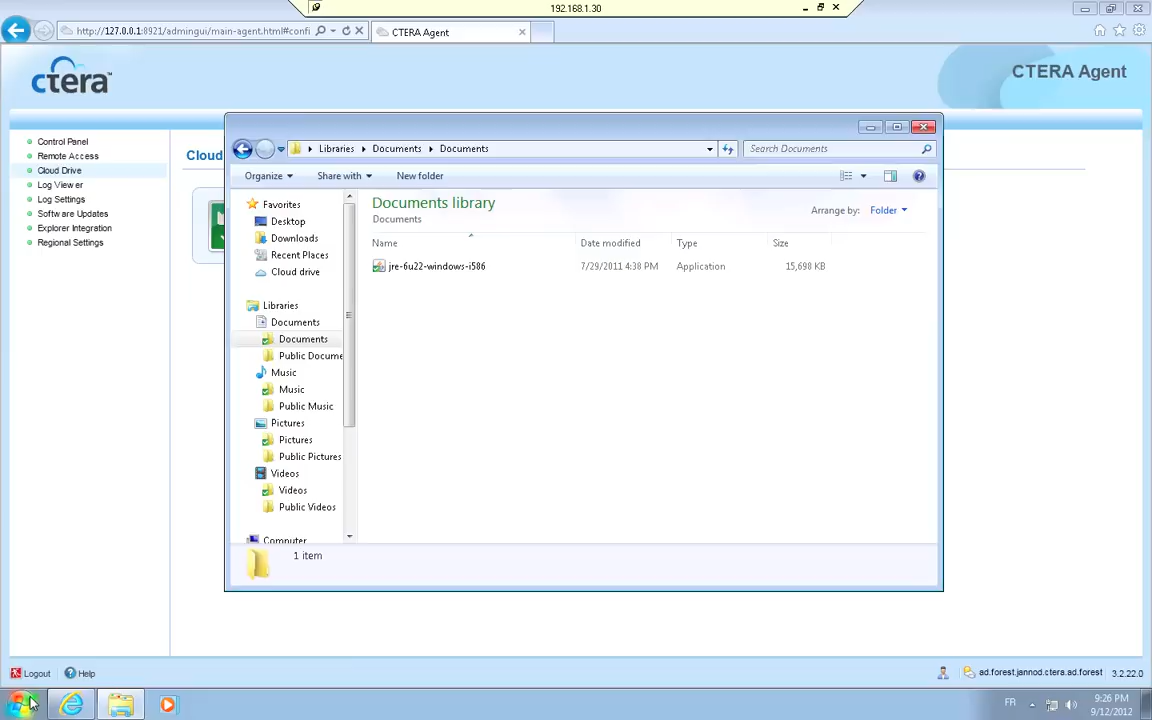 192.168.1.30
http://127.0.0.1:8921/admingui/main-agent.html#confi
CTERA Agent
ctera™
CTERA Agent
Control Panel
Remote Access
Cloud Drive
Log Viewer
Log Settings
Software Updates
Explorer Integration
Regional Settings
Cloud
Libraries Documents Documents
Search Documents
Organize Share with New folder
Favorites
Desktop
Downloads
Recent Places
Cloud drive
Libraries
Documents
Documents
Public Docume
Music
Music
Public Music
Pictures
Pictures
Public Pictures
Videos
Videos
Public Videos
Computer
Documents library
Documents
Arrange by: Folder
Name Date modified Type Size
jre-6u22-windows-i586 7/29/2011 4:38 PM Application 15,698 KB
1 item
Logout Help
ad.forest.jannod.ctera.ad.forest 3.2.22.0
FR
9:26 PM
9/12/2012